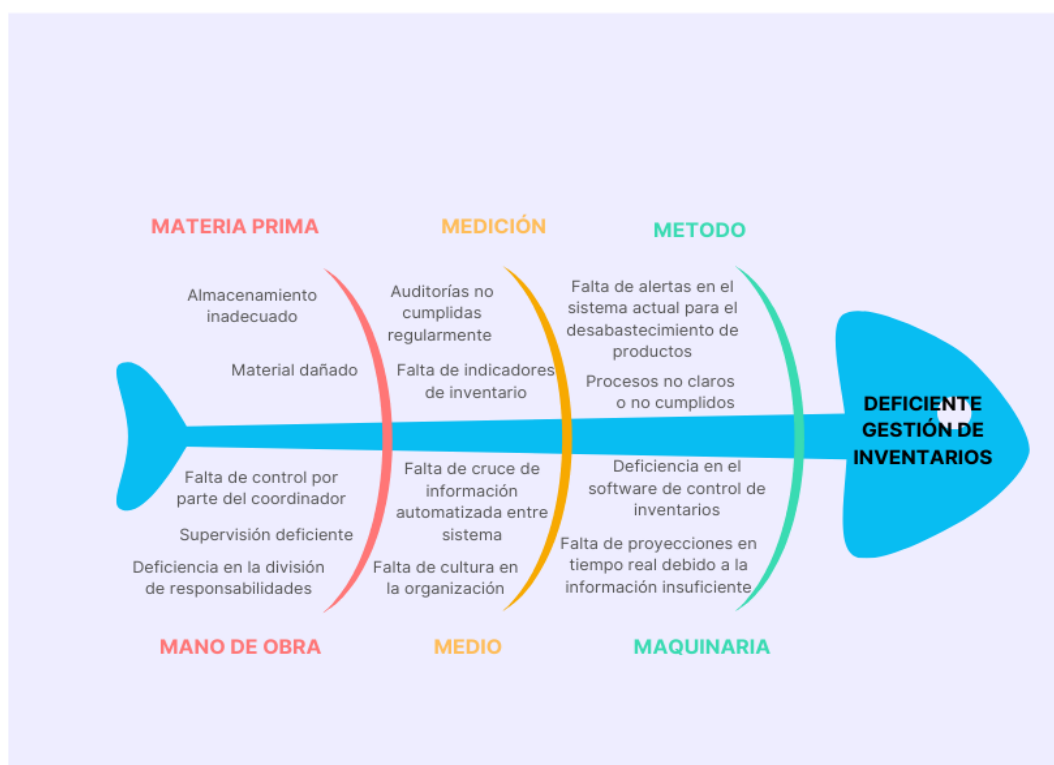 MATERIA PRIMA
Almacenamiento
inadecuado
Material dañado
MEDICIÓN
Auditorías no
cumplidas
regularmente
Falta de indicadores
de inventario
METODO
Falta de alertas en el
sistema actual para el
desabastecimiento de
productos
Procesos no claros
o no cumplidos
DEFICIENTE
GESTIÓN DE
INVENTARIOS
Falta de control por
parte del coordinador
Supervisión deficiente
Deficiencia en la división
de responsabilidades
MANO DE OBRA
Falta de cruce de
información
automatizada entre
sistema
Falta de cultura en
la organización
MEDIO
Deficiencia en el
software de control de
inventarios
Falta de proyecciones en
tiempo real debido a la
información insuficiente
MAQUINARIA